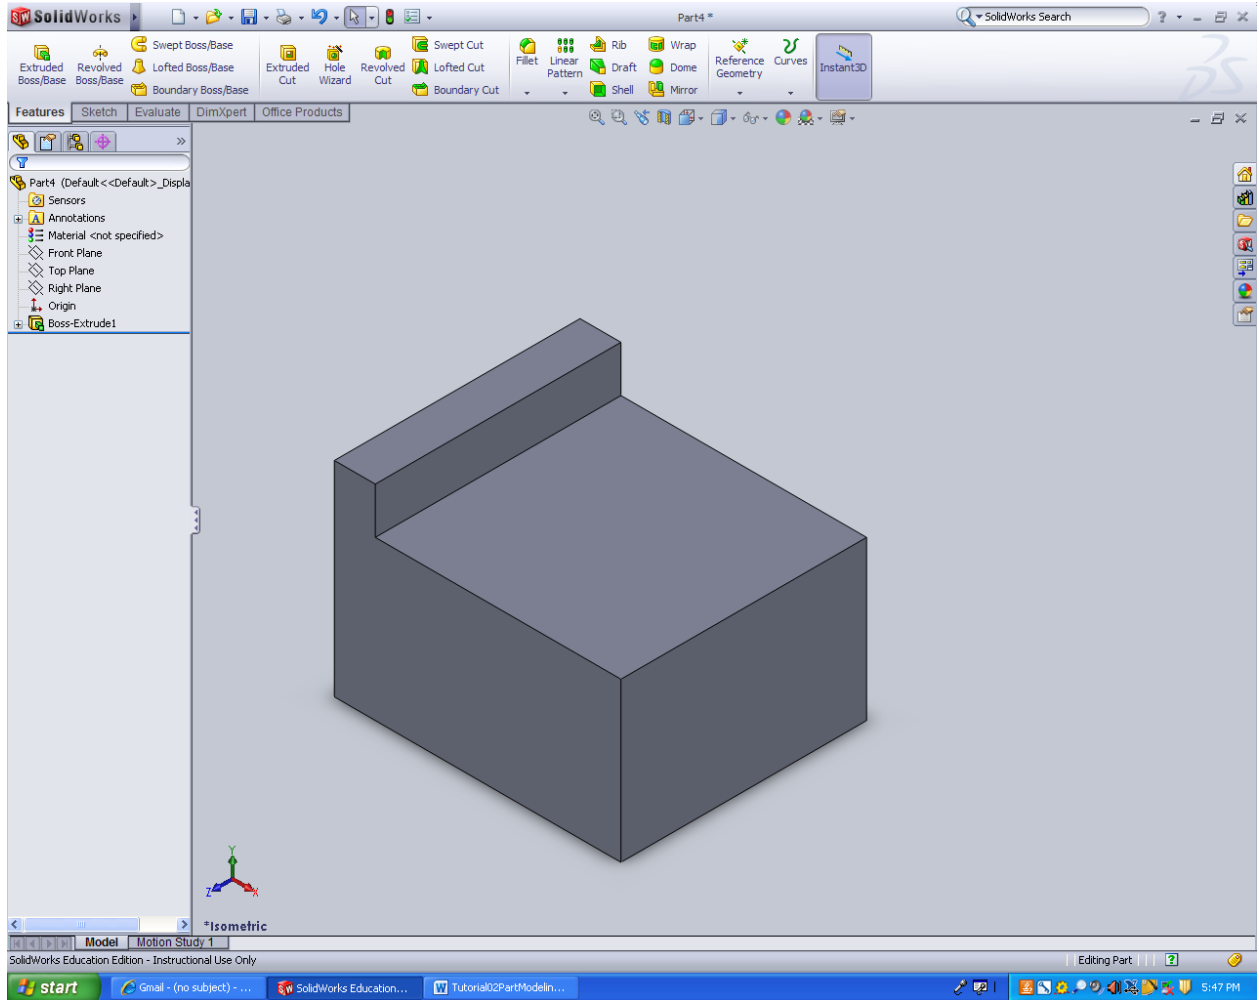 SolidWorks
Part4 *
SolidWorks Search
Extruded Boss/Base
Revolved Boss/Base
Swept Boss/Base
Lofted Boss/Base
Boundary Boss/Base
Extruded Cut
Hole Wizard
Revolved Cut
Swept Cut
Lofted Cut
Boundary Cut
Fillet
Linear Pattern
Rib
Draft
Shell
Wrap
Dome
Mirror
Reference Geometry
Curves
Instant3D
Features Sketch Evaluate DimXpert Office Products
Part4 (Default<<Default>_Displa
Sensors
Annotations
Material <not specified>
Front Plane
Top Plane
Right Plane
Origin
Boss-Extrude1
Y
Z X
*Isometric
Model Motion Study 1
SolidWorks Education Edition - Instructional Use Only
Editing Part
start
Gmail - (no subject) - ...
SolidWorks Education...
Tutorial02PartModelin...
5:47 PM